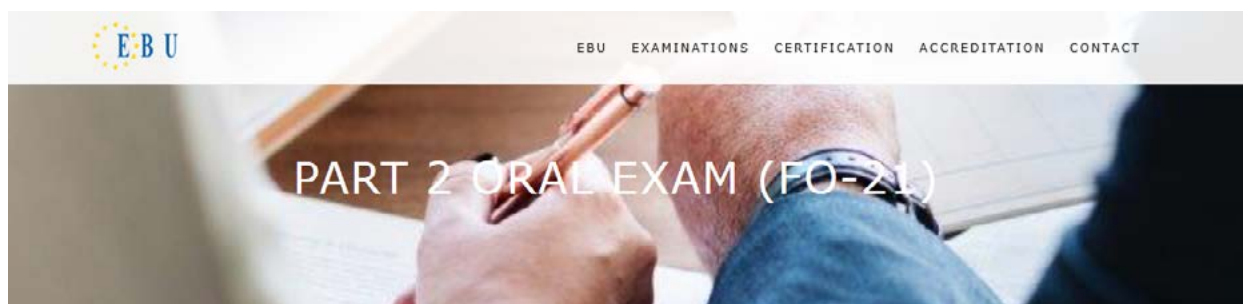 EBU
EBU EXAMINATIONS CERTIFICATION ACCREDITATION CONTACT
PART 2 ORAL EXAM (FO-21)